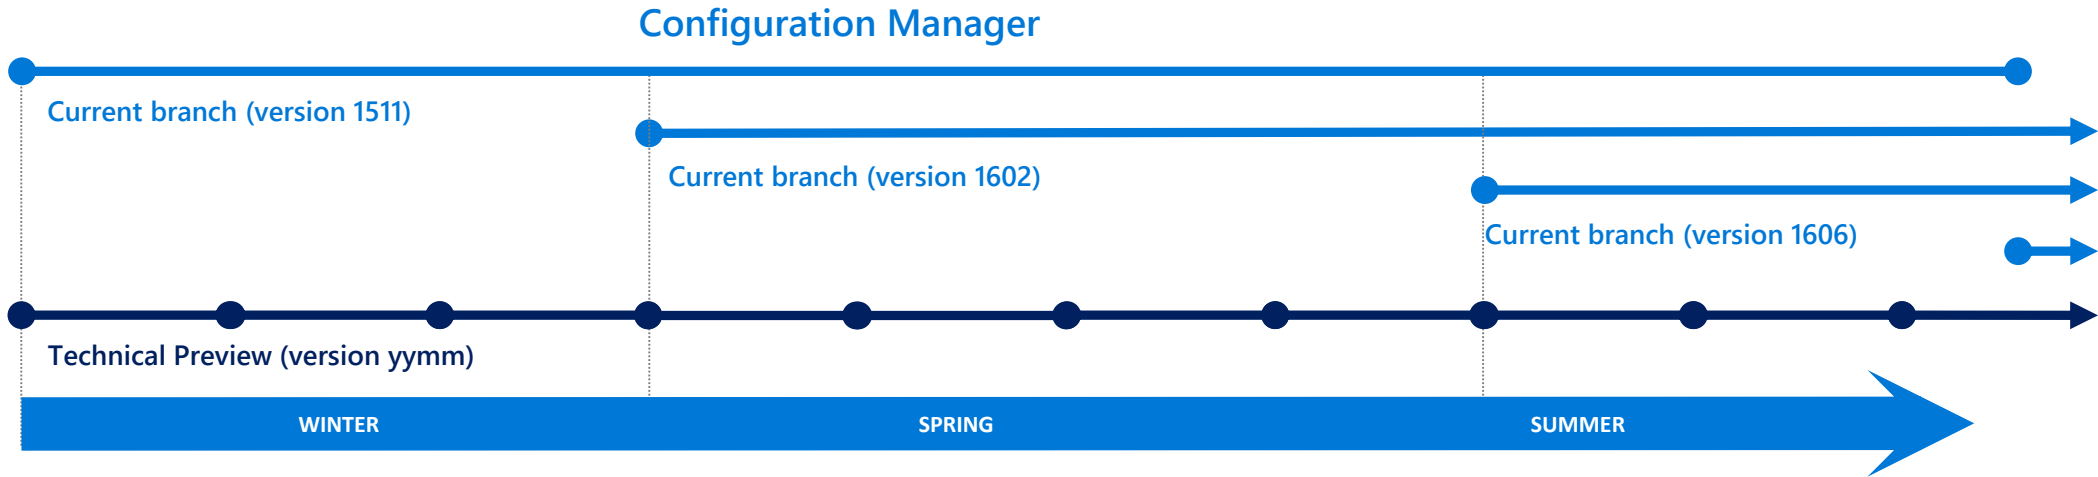 Configuration Manager
Current branch (version 1511)
Current branch (version 1602)
Current branch (version 1606)
Technical Preview (version yymm)
WINTER SPRING SUMMER